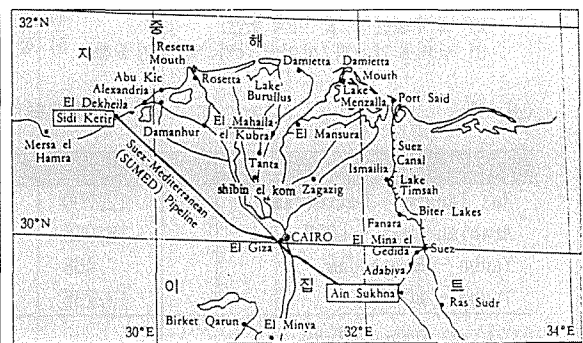 32°N
지 중 해
Resetta
Mouth
Rosetta
Damietta
Damietta
Mouth
Abu Kic
Alexandria
El Dekheila
Sidi Kerir
Lake
Burullus
Lake
Menzalla
Port Said
Mersa el
Hamra
Damanhur
El Mahaila
el Kubra
El Mansura
Suez
Canal
Tanta
Ismailia
Lake
Timsah
shibin el kom
Zagazig
Suez-Mediterranean
(SUMED) Pipeline
Fanara
Biter Lakes
30°N
CAIRO
El Giza
El Mina el
Gedida
Suez
Adabiya
이 집 트
Ain Sukhna
Ras Sudr
Birket Qarun
El Minya
30°E
32°E
34°E